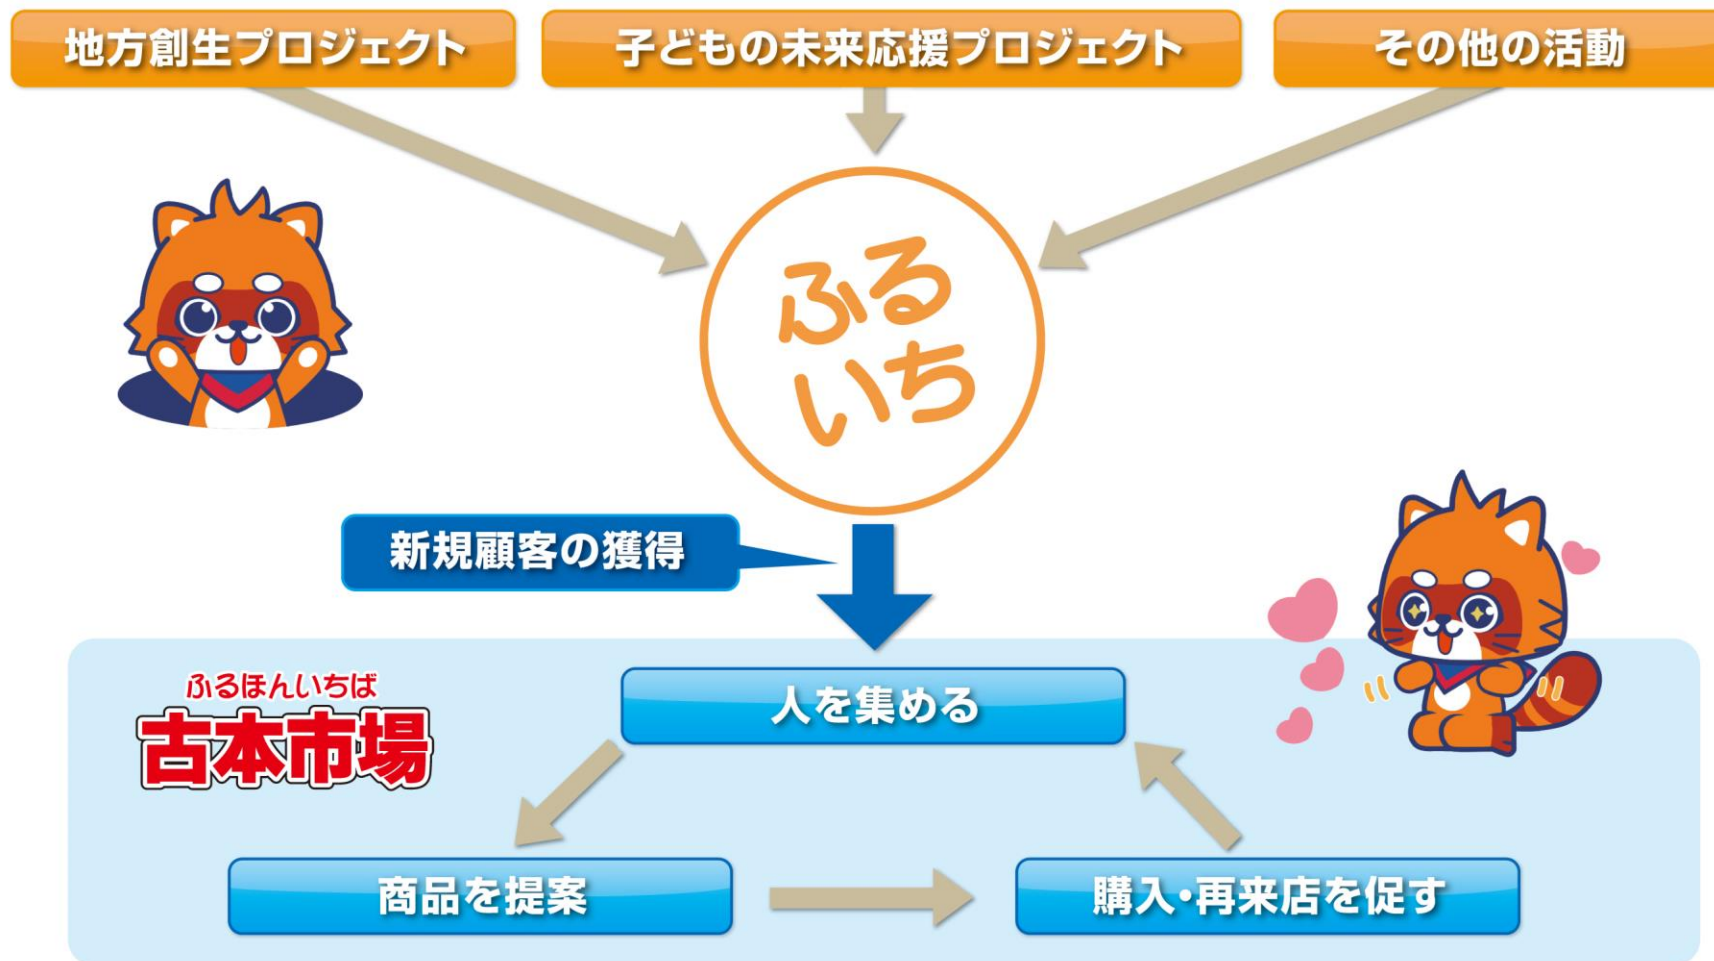 地方創生プロジェクト
子どもの未来応援プロジェクト
その他の活動
ふる
いち
新規顧客の獲得
人を集める
ふるほんいちば
古本市場
商品を提案
購入・再来店を促す